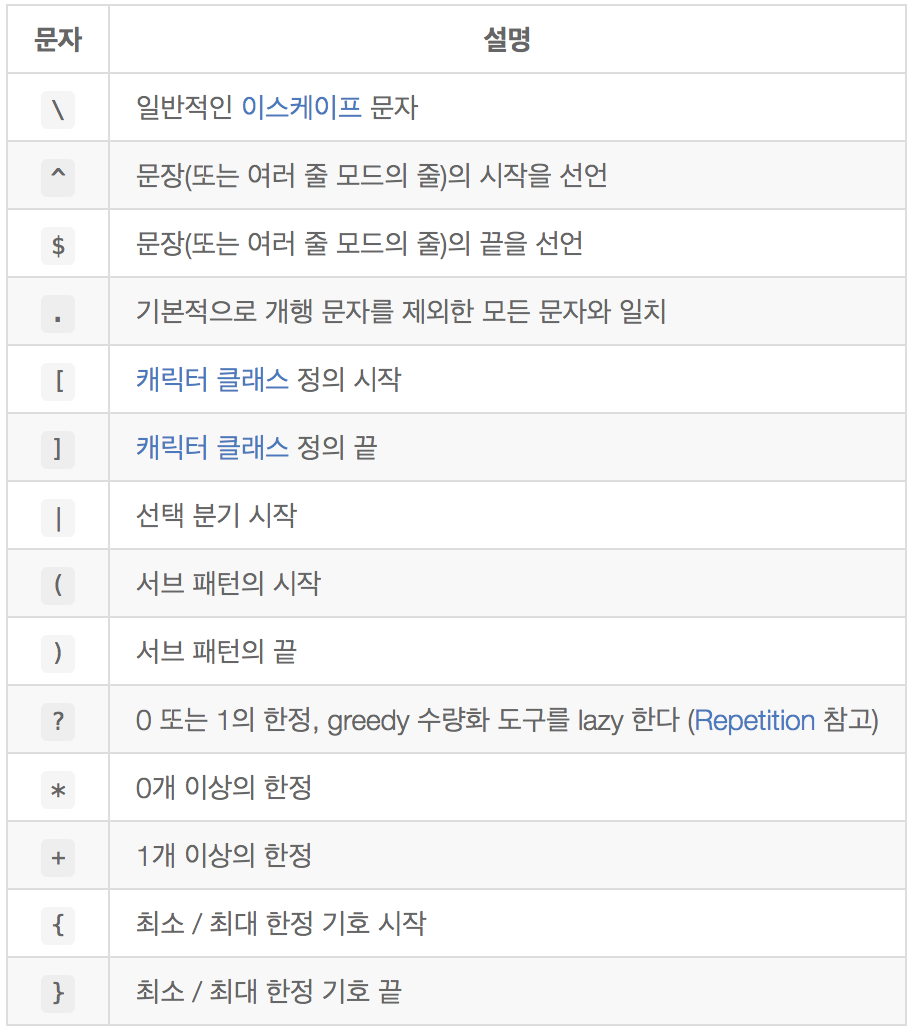 문자 설명
\ 일반적인 이스케이프 문자
^ 문장(또는 여러 줄 모드의 줄)의 시작을 선언
$ 문장(또는 여러 줄 모드의 줄)의 끝을 선언
. 기본적으로 개행 문자를 제외한 모든 문자와 일치
[ 캐릭터 클래스 정의 시작
] 캐릭터 클래스 정의 끝
| 선택 분기 시작
( 서브 패턴의 시작
) 서브 패턴의 끝
? 0 또는 1의 한정, greedy 수량화 도구를 lazy 한다 (Repetition 참고)
* 0개 이상의 한정
+ 1개 이상의 한정
{ 최소 / 최대 한정 기호 시작
} 최소 / 최대 한정 기호 끝